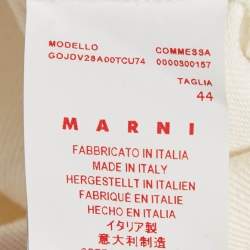 MODELLO COMMESSA
GOJDV28A00TCU74 0000300157
TAGLIA
44
MARNI
FABBRICATO IN ITALIA
MADE IN ITALY
HERGESTELLT IN ITALIEN
FABRIQUÉ EN ITALIE
HECHO EN ITALIA
イタリア製
意大利制造